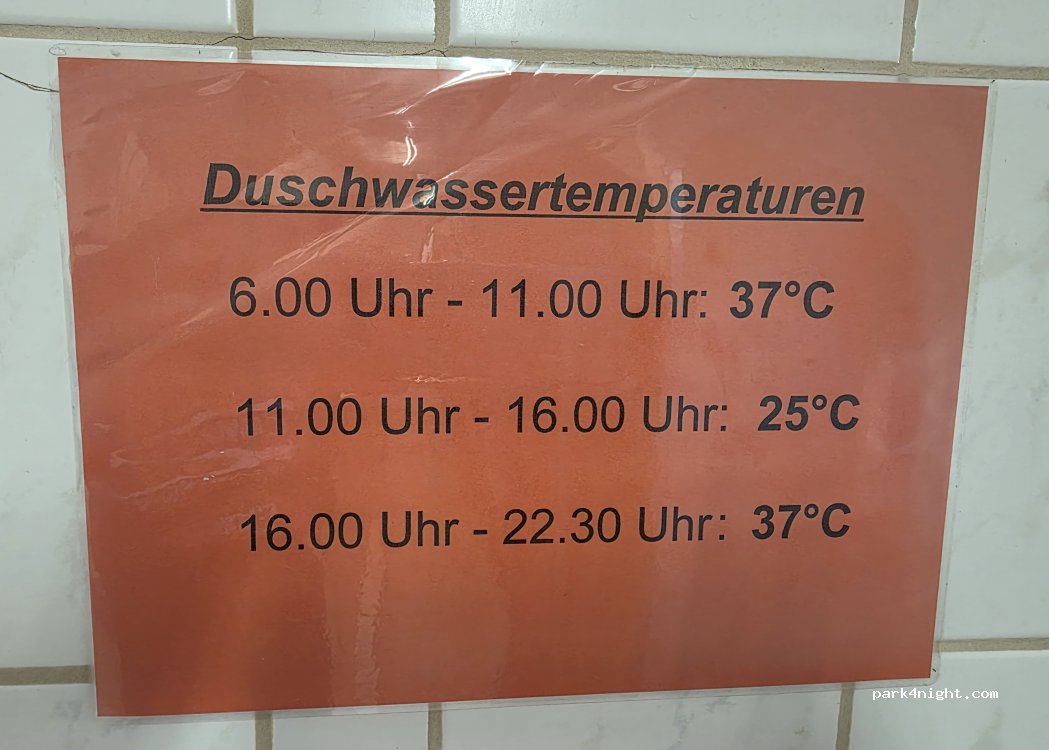 Duschwassertemperaturen
6.00 Uhr - 11.00 Uhr: 37°C
11.00 Uhr - 16.00 Uhr: 25°C
16.00 Uhr - 22.30 Uhr: 37°C
park4night.com